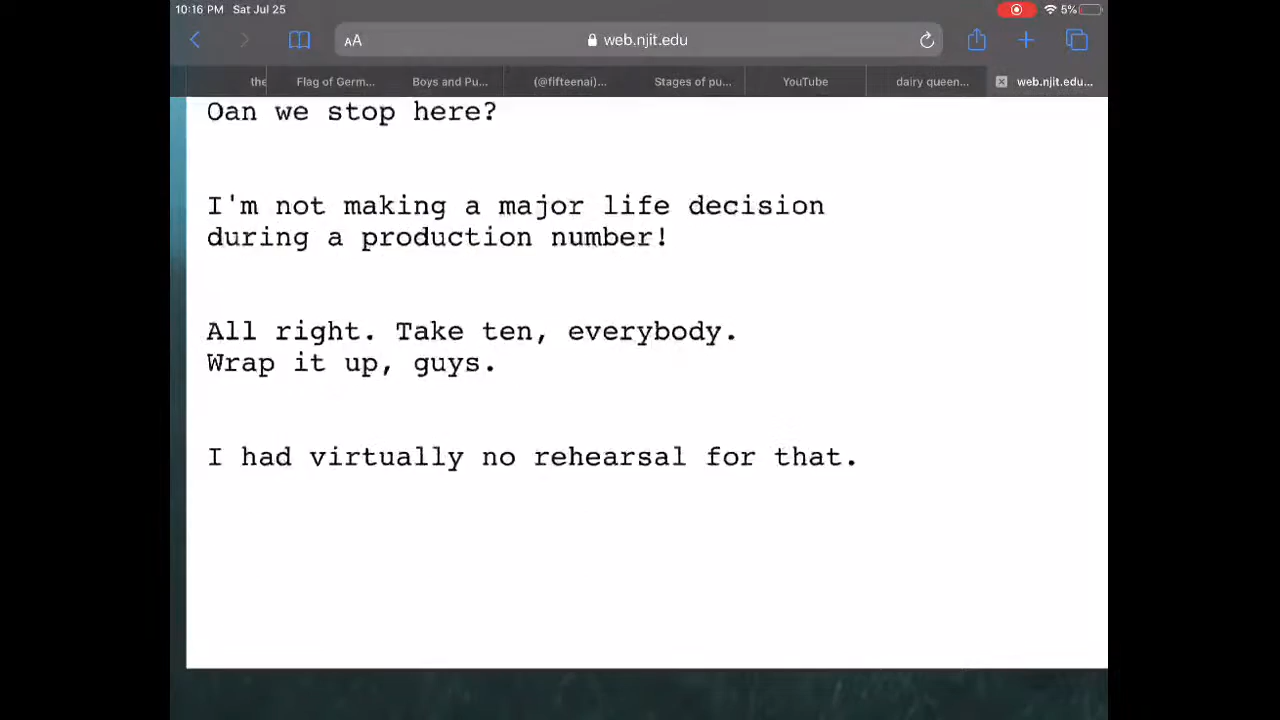 10:16 PM Sat Jul 25
5%
AA
web.njit.edu
the
Flag of Germ...
Boys and Pu...
(@fifteenai)...
Stages of pu...
YouTube
dairy queen...
web.njit.edu...
Oan we stop here?
I'm not making a major life decision
during a production number!
All right. Take ten, everybody.
Wrap it up, guys.
I had virtually no rehearsal for that.